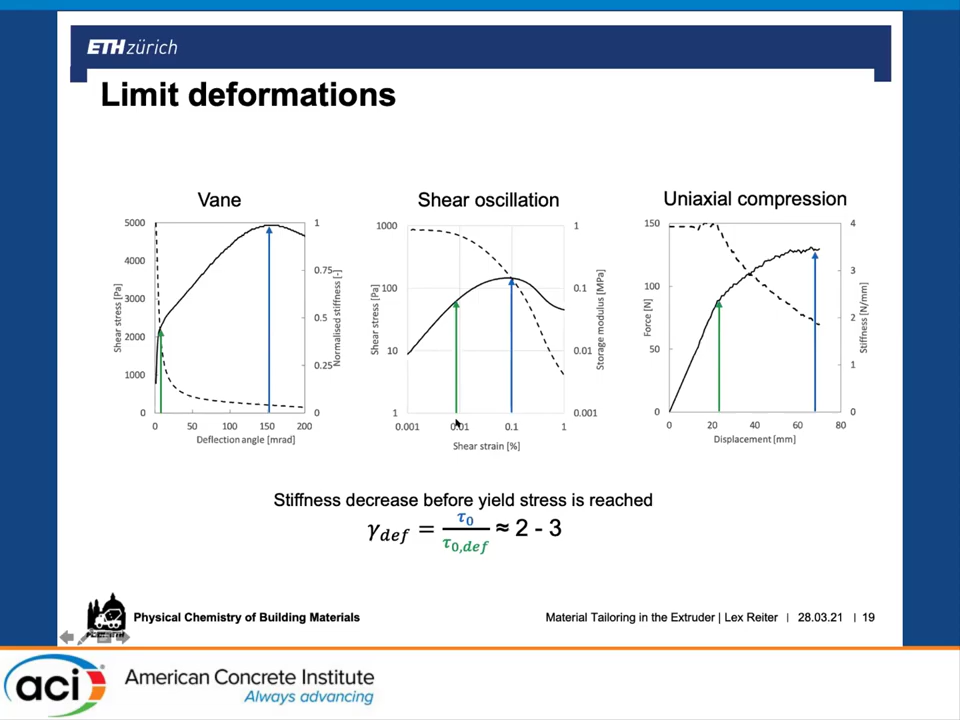 ETH zürich
Limit deformations
Vane
Shear oscillation
Uniaxial compression
5000
4000
3000
2000
1000
0
Shear stress [Pa]
1
0.75
0.5
0.25
0
Normalised stiffness [-]
0
50
100
150
200
Deflection angle [mrad]
1000
100
10
1
Shear stress [Pa]
1
0.1
0.01
0.001
Storage modulus [MPa]
0.001
0.01
0.1
1
Shear strain [%]
150
100
50
0
Force [N]
4
3
2
1
0
Stiffness [N/mm]
0
20
40
60
80
Displacement [mm]
Stiffness decrease before yield stress is reached
γdef = τ0 / τ0,def ≈ 2 - 3
Physical Chemistry of Building Materials
Material Tailoring in the Extruder | Lex Reiter | 28.03.21 | 19
aci
American Concrete Institute
Always advancing